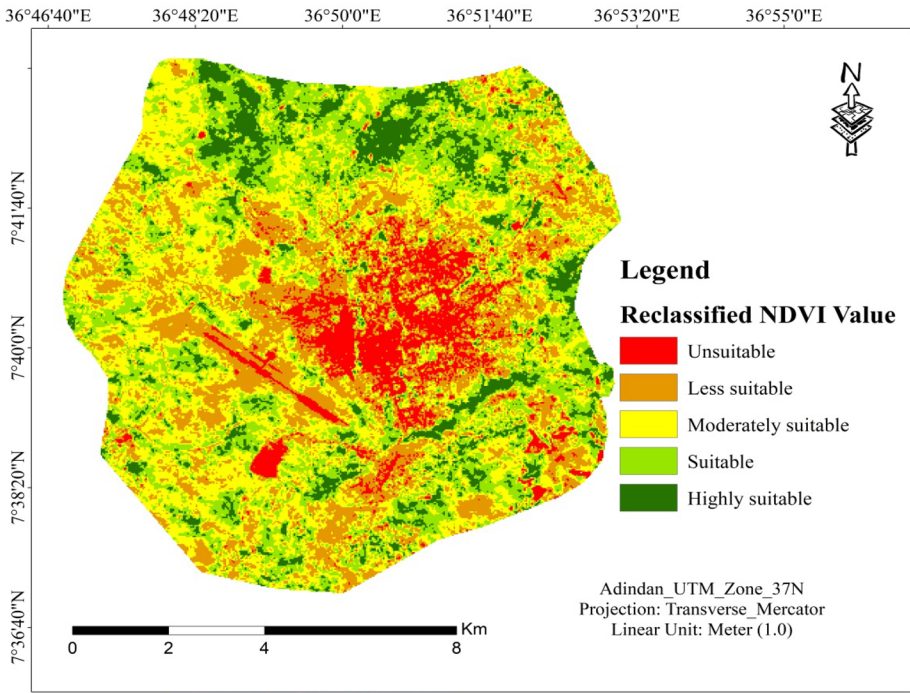 36°46'40"E 36°48'20"E 36°50'0"E 36°51'40"E 36°53'20"E 36°55'0"E
N
7°41'40"N
7°40'0"N
7°38'20"N
7°36'40"N
Legend
Reclassified NDVI Value
Unsuitable
Less suitable
Moderately suitable
Suitable
Highly suitable
Adindan_UTM_Zone_37N
Projection: Transverse_Mercator
Linear Unit: Meter (1.0)
Km
0 2 4 8